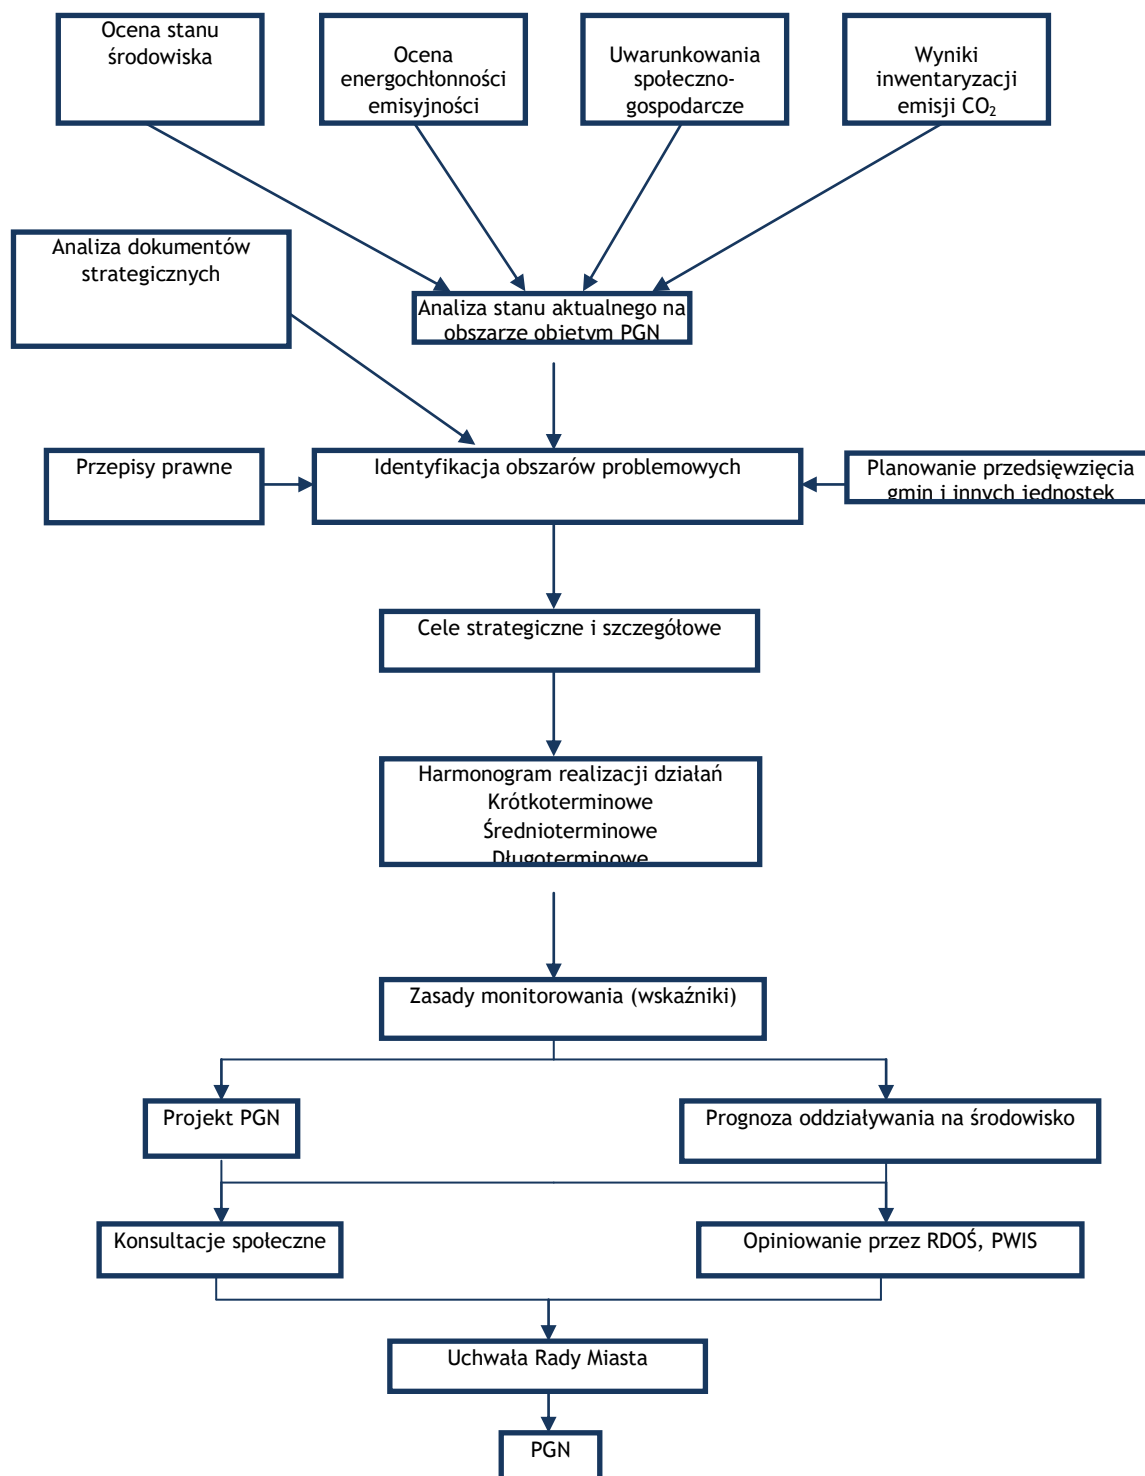 Ocena stanu
środowiska
Ocena
energochłonności
emisyjności
Uwarunkowania
społeczno-
gospodarcze
Wyniki
inwentaryzacji
emisji CO₂
Analiza dokumentów
strategicznych
Analiza stanu aktualnego na
obszarze objętym PGN
Przepisy prawne
Identyfikacja obszarów problemowych
Planowanie przedsięwzięcia
gmin i innych jednostek
Cele strategiczne i szczegółowe
Harmonogram realizacji działań
Krótkoterminowe
Średnioterminowe
Długoterminowe
Zasady monitorowania (wskaźniki)
Projekt PGN
Prognoza oddziaływania na środowisko
Konsultacje społeczne
Opiniowanie przez RDOŚ, PWIS
Uchwała Rady Miasta
PGN